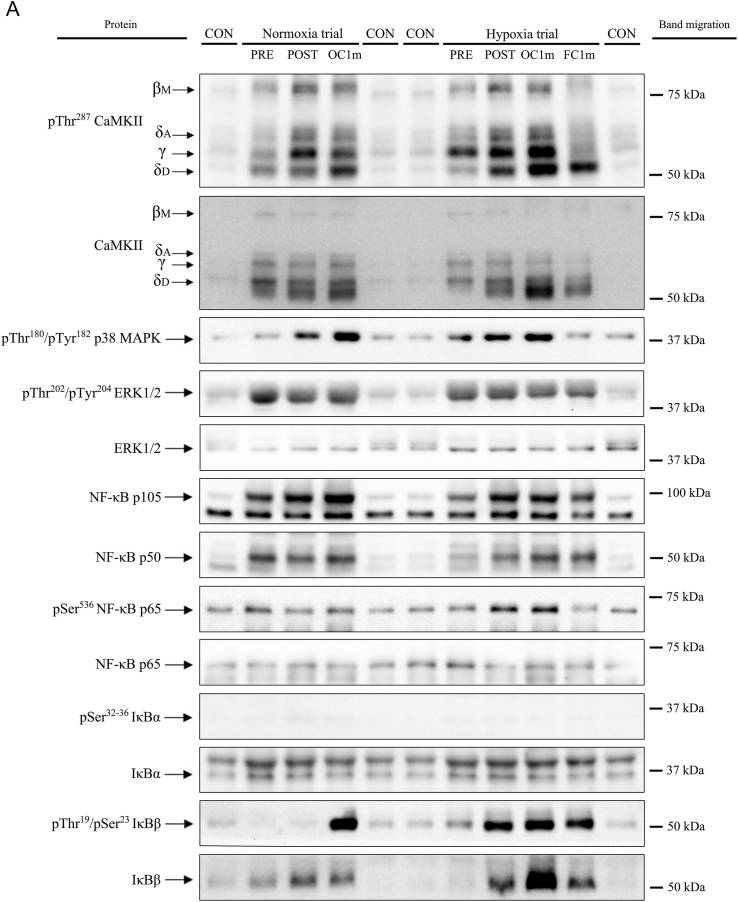 A
Protein
CON
Normoxia trial
CON
CON
Hypoxia trial
CON
Band migration
PRE
POST
OC1m
PRE
POST
OC1m
FC1m
pThr²⁸⁷ CaMKII
βM
δA
γ
δD
75 kDa
50 kDa
CaMKII
βM
δA
γ
δD
75 kDa
50 kDa
pThr¹⁸⁰/pTyr¹⁸² p38 MAPK
37 kDa
pThr²⁰²/pTyr²⁰⁴ ERK1/2
37 kDa
ERK1/2
37 kDa
NF-κB p105
100 kDa
NF-κB p50
50 kDa
75 kDa
pSer⁵³⁶ NF-κB p65
75 kDa
NF-κB p65
pSer³²⁻³⁶ IκBα
37 kDa
IκBα
37 kDa
pThr¹⁹/pSer²³ IκBβ
50 kDa
IκBβ
50 kDa